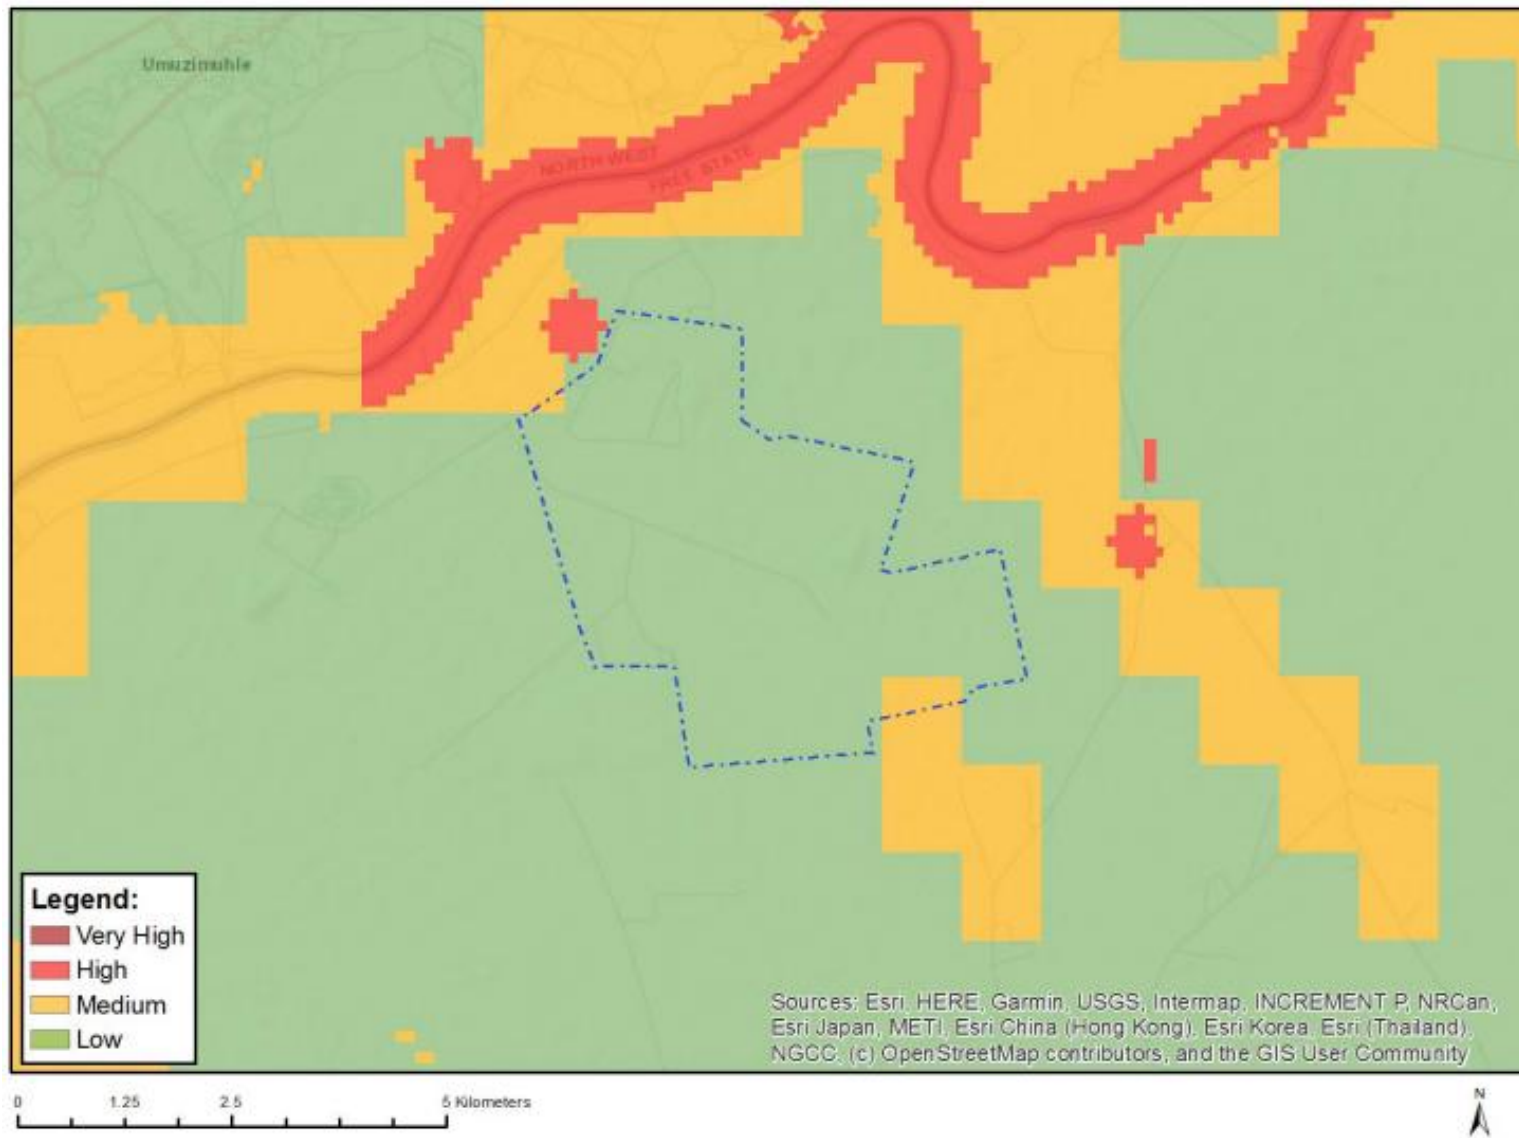 Umuzimuhle
NORTH WEST
FREE STATE
Legend:
Very High
High
Medium
Low
Sources: Esri, HERE, Garmin, USGS, Intermap, INCREMENT P, NRCan,
Esri Japan, METI, Esri China (Hong Kong), Esri Korea, Esri (Thailand),
NGCC, (c) OpenStreetMap contributors, and the GIS User Community
0 1.25 2.5 5 Kilometers
N